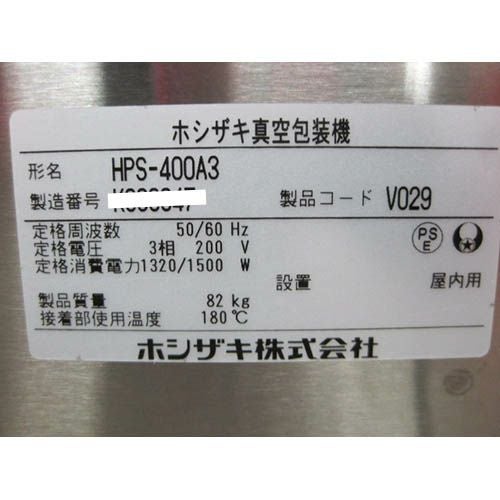 ホシザキ真空包装機
形名 HPS-400A3
製造番号 製品コード V029
定格周波数 50/60 Hz
定格電圧 3相 200 V
定格消費電力1320/1500 W
PS
E
設置 屋内用
製品質量 82 kg
接着部使用温度 180℃
ホシザキ株式会社